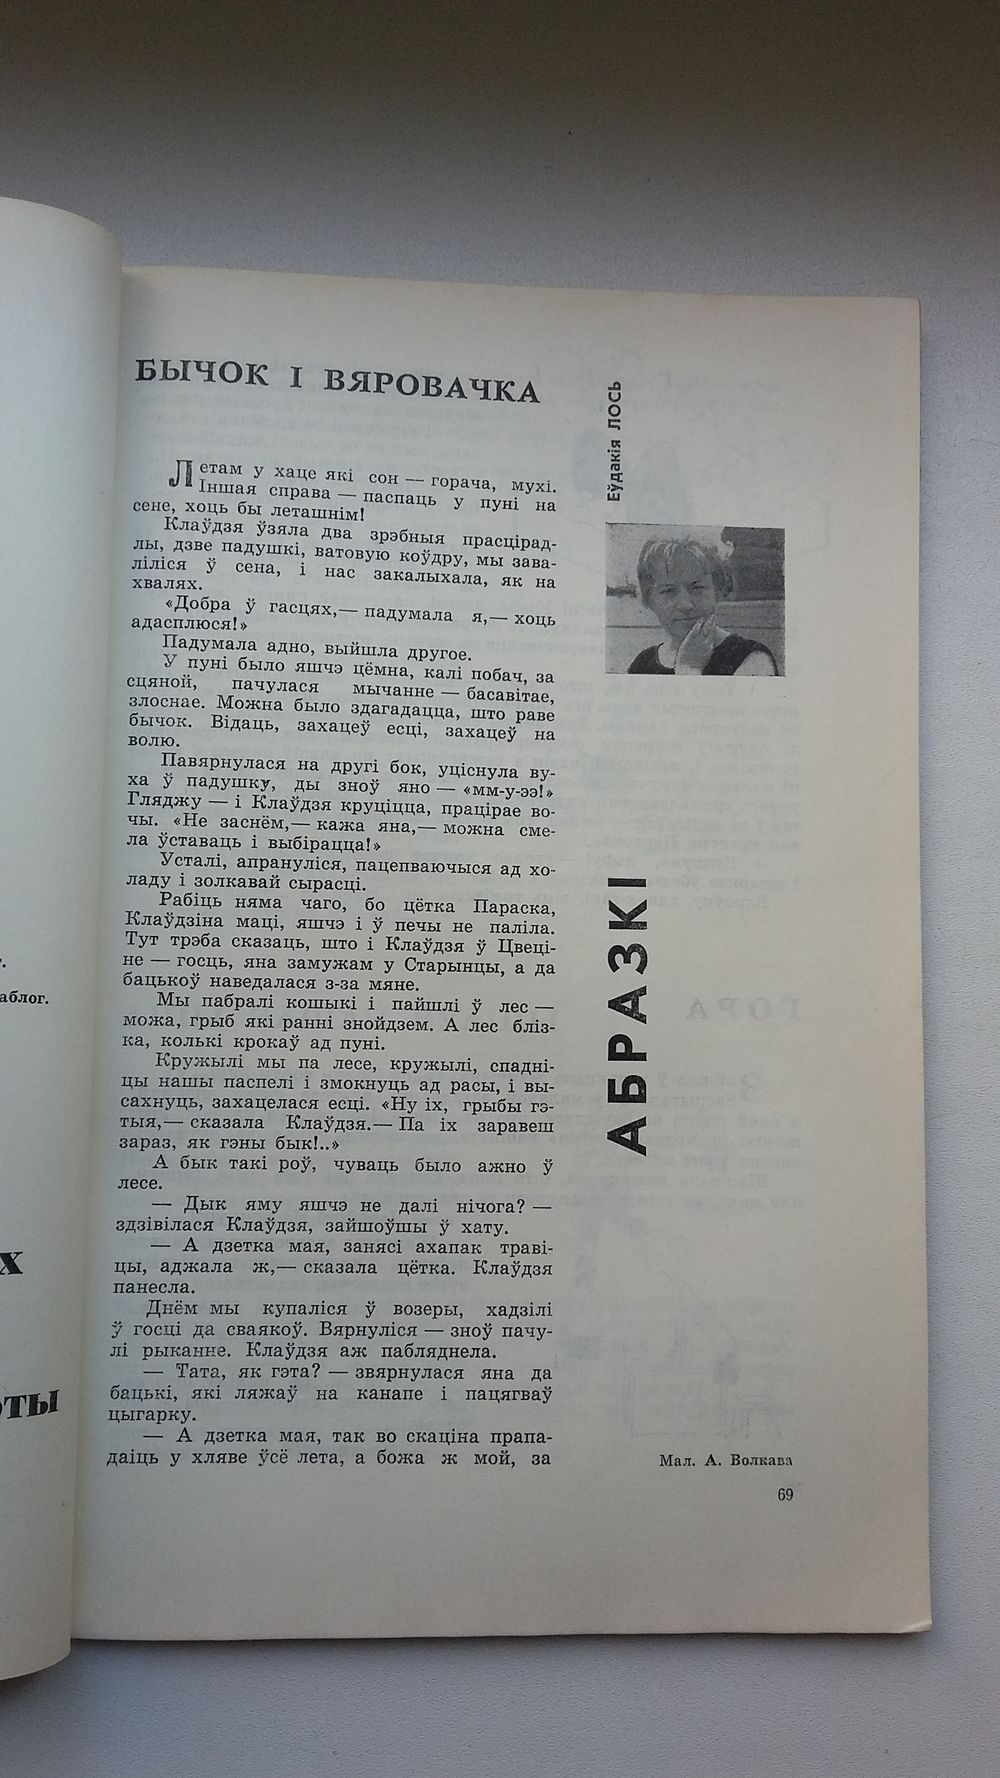 БЫЧОК І ВЯРОВАЧКА
Летам у хаце які сон — горача, мухі.
Іншая справа — паспаць у пуні на
сене, хоць бы леташнім!
Клаўдзя ўзяла два зрэбныя прасцірад-
лы, дзве падушкі, ватовую коўдру, мы зава-
ліліся ў сена, і нас закалыхала, як на
хвалях.
«Добра ў гасцях,— падумала я,— хоць
адасплюся!»
Падумала адно, выйшла другое.
У пуні было яшчэ цёмна, калі побач, за
сцяной, пачулася мычанне — басавітае,
злоснае. Можна было здагадацца, што раве
бычок. Відаць, захацеў есці, захацеў на
волю.
Павярнулася на другі бок, уціснула ву-
ха ў падушку, ды зноў яно — «мм-у-ээ!»
Гляджу — і Клаўдзя круціцца, працірае во-
чы. «Не заснём,— кажа яна,— можна сме-
ла ўставаць і выбірацца!»
Усталі, апрануліся, пацепваючыся ад хо-
ладу і золкавай сырасці.
Рабіць няма чаго, бо цётка Параска,
Клаўдзіна маці, яшчэ і ў печы не паліла.
Тут трэба сказаць, што і Клаўдзя ў Цвеці-
не — госць, яна замужам у Старынцы, а да
бацькоў наведалася з-за мяне.
Мы пабралі кошыкі і пайшлі ў лес —
можа, грыб які ранні знойдзем. А лес бліз-
ка, колькі крокаў ад пуні.
Кружылі мы па лесе, кружылі, спадні-
цы нашы паспелі і змокнуць ад расы, і вы-
сахнуць, захацелася есці. «Ну іх, грыбы гэ-
тыя,— сказала Клаўдзя.— Па іх заравеш
зараз, як гэны бык!..»
А бык такі роў, чуваць было ажно ў
лесе.
— Дык яму яшчэ не далі нічога? —
здзівілася Клаўдзя, зайшоўшы ў хату.
— А дзетка мая, занясі ахапак траві-
цы, аджала ж,— сказала цётка. Клаўдзя
панесла.
Днём мы купаліся ў возеры, хадзілі
ў госці да сваякоў. Вярнуліся — зноў пачу-
лі рыканне. Клаўдзя аж пабляднела.
— Тата, як гэта? — звярнулася яна да
бацькі, які ляжаў на канапе і пацягваў
цыгарку.
— А дзетка мая, так во скаціна прапа-
даіць у хляве ўсё лета, а божа ж мой, за
Еўдакія ЛОСЬ
АБРАЗКІ
Мал. А. Волкава
69
аблог.
х
оты